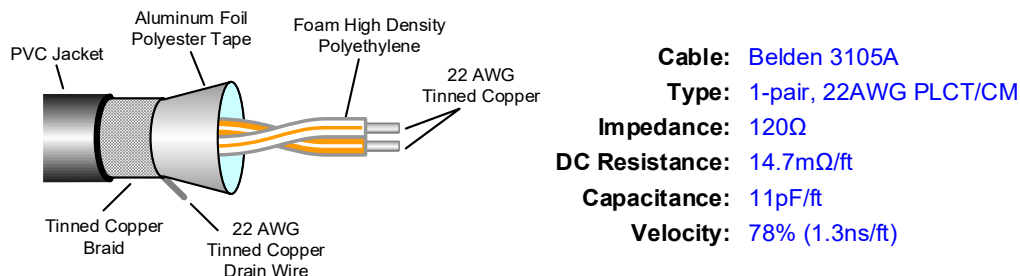 Aluminum Foil
Polyester Tape
Foam High Density
Polyethylene
PVC Jacket
22 AWG
Tinned Copper
Tinned Copper
Braid
22 AWG
Tinned Copper
Drain Wire
Cable: Belden 3105A
Type: 1-pair, 22AWG PLCT/CM
Impedance: 120Ω
DC Resistance: 14.7mΩ/ft
Capacitance: 11pF/ft
Velocity: 78% (1.3ns/ft)